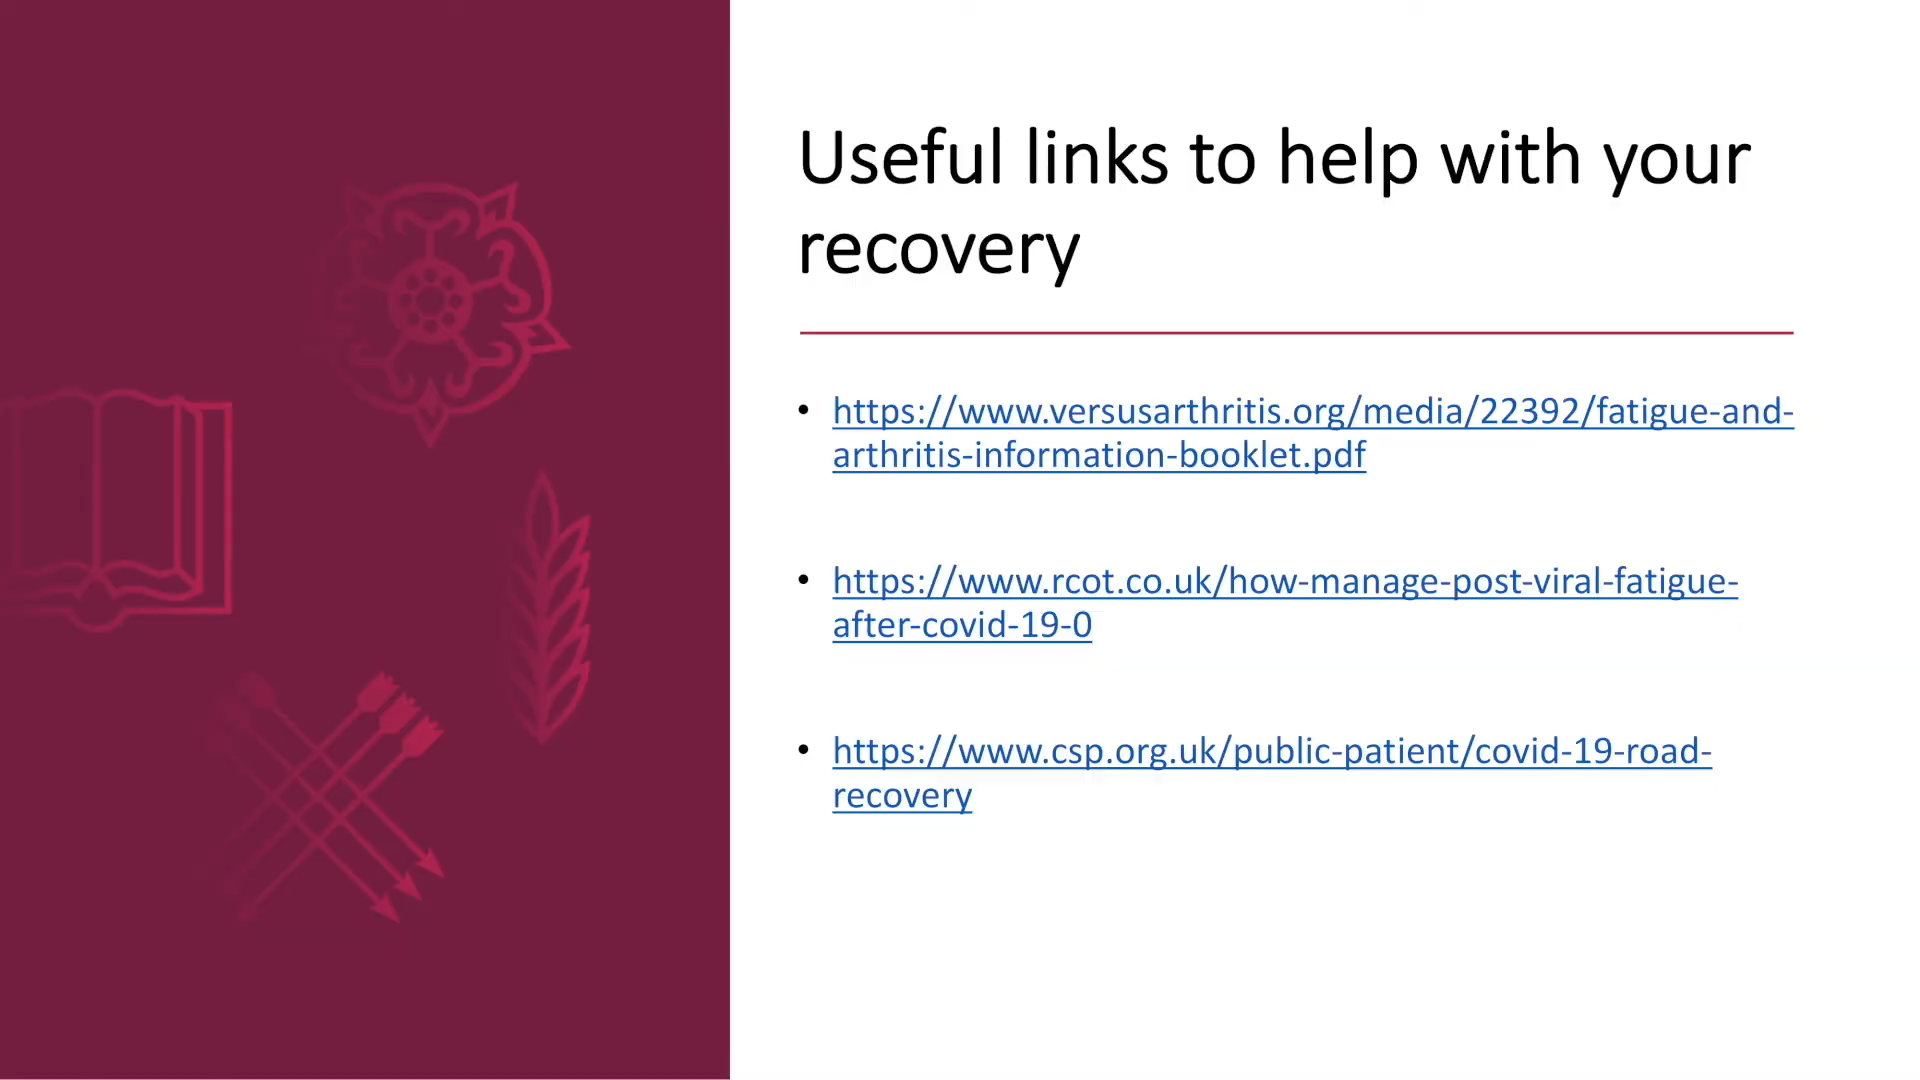 Useful links to help with your
recovery
• https://www.versusarthritis.org/media/22392/fatigue-and-
arthritis-information-booklet.pdf
• https://www.rcot.co.uk/how-manage-post-viral-fatigue-
after-covid-19-0
• https://www.csp.org.uk/public-patient/covid-19-road-
recovery